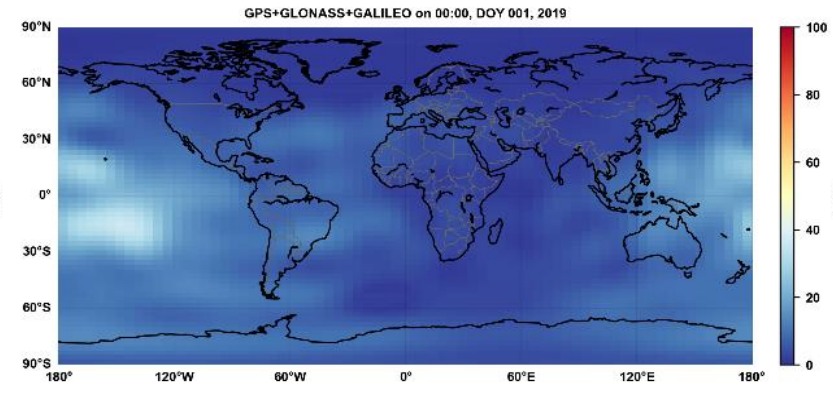 GPS+GLONASS+GALILEO on 00:00, DOY 001, 2019
90°N
60°N
30°N
0°
30°S
60°S
90°S
180° 120°W 60°W 0° 60°E 120°E 180°
100
80
60
40
20
0